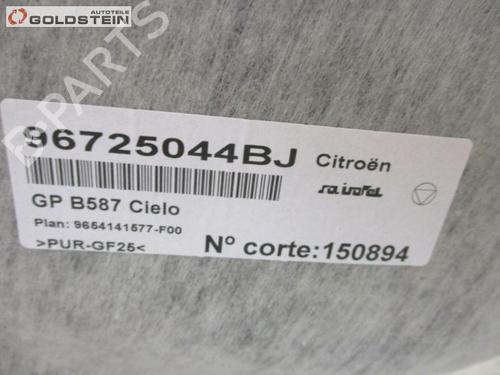 AUTOTEILE
GOLDSTEIN
B-PARTS
96725044BJ Citroën
GP B587 Cielo
Plan: 9654141577-F00
>PUR-GF25<
Nº corte:150894